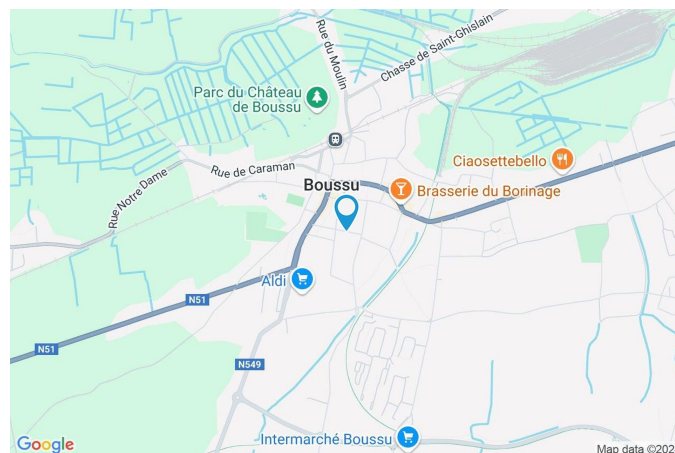 Rue du Moulin
Chasse de Saint-Ghislain
Parc du Château
de Boussu
Ciaosettebello
Rue de Caraman
Rue Notre Dame
Boussu
Brasserie du Borinage
Aldi
N51
N51
N549
Intermarché Boussu
Google
Map data ©202